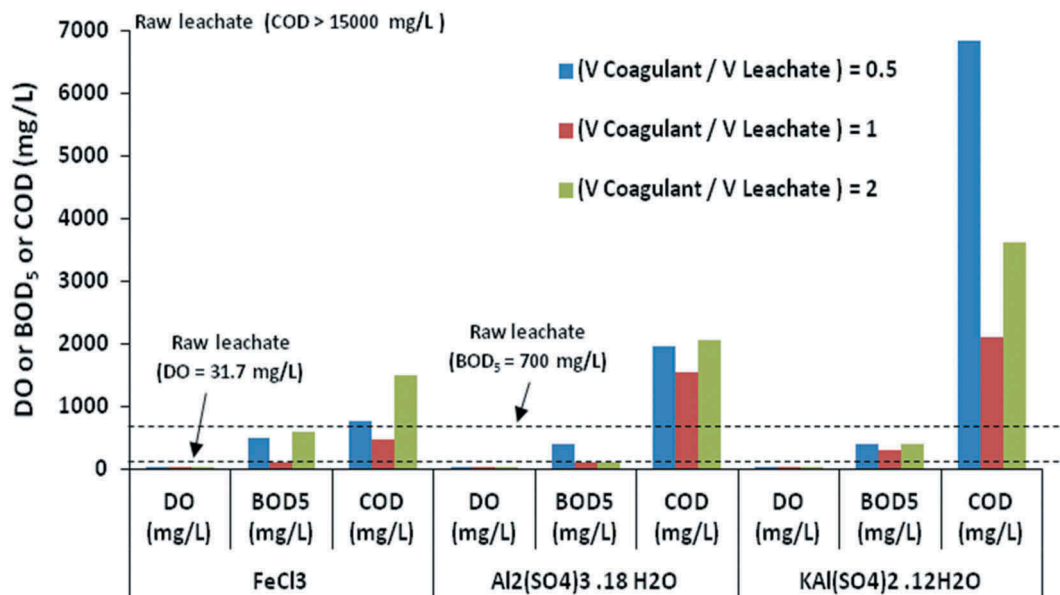 Raw leachate (COD > 15000 mg/L )
DO or BOD₅ or COD (mg/L)
7000
6000
5000
4000
3000
2000
1000
0
(V Coagulant / V Leachate ) = 0.5
(V Coagulant / V Leachate ) = 1
(V Coagulant / V Leachate ) = 2
Raw leachate
(DO = 31.7 mg/L)
Raw leachate
(BOD₅ = 700 mg/L)
DO BOD5 COD DO BOD5 COD DO BOD5 COD
(mg/L) (mg/L) (mg/L) (mg/L) (mg/L) (mg/L) (mg/L) (mg/L) (mg/L)
FeCl3 Al2(SO4)3 .18 H2O KAl(SO4)2 .12H2O